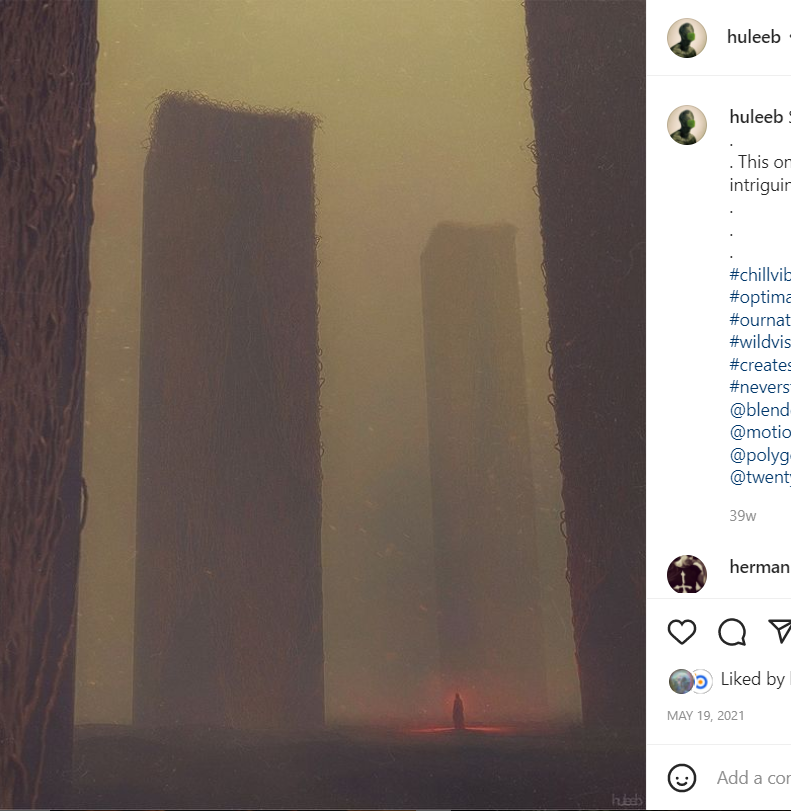 huleeb
huleeb S
.
. This on
intriguin
.
.
.
#chillvib
#optima
#ournat
#wildvis
#creates
#nevers
@blend
@motio
@polyg
@twenty
39w
herman
Liked by
MAY 19, 2021
Add a co
huleeb